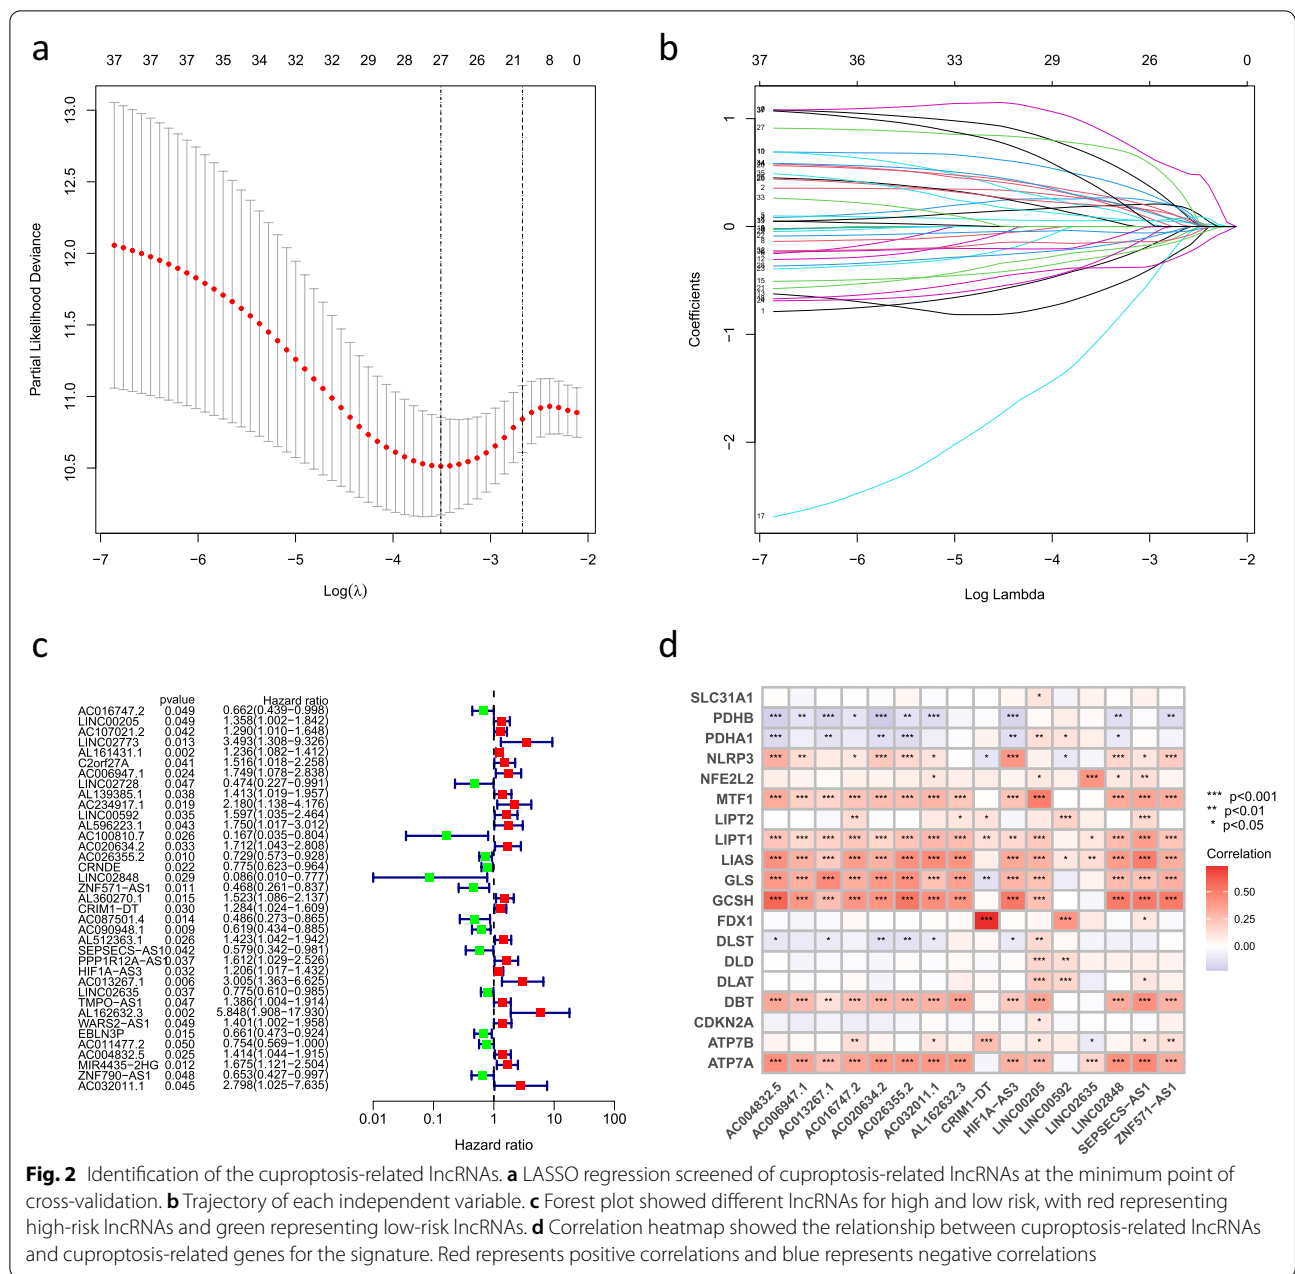 a
37 37 37 35 34 32 32 29 28 27 26 21 8 0
13.0
12.5
12.0
11.5
11.0
10.5
Partial Likelihood Deviance
−7 −6 −5 −4 −3 −2
Log(λ)
b
37 36 33 29 26 0
1
0
−1
−2
Coefficients
27
2
33
8
12
23
15
21
1
17
−7 −6 −5 −4 −3 −2 −1 0
Log Lambda
c
pvalue Hazard ratio
AC016747.2 0.049 0.662(0.439−0.998)
LINC00205 0.049 1.358(1.002−1.842)
AC107021.2 0.042 1.290(1.010−1.648)
LINC02773 0.013 3.493(1.308−9.326)
AL161431.1 0.002 1.236(1.082−1.412)
C2orf27A 0.041 1.516(1.018−2.258)
AC006947.1 0.024 1.749(1.078−2.838)
LINC02728 0.047 0.474(0.227−0.991)
AL139385.1 0.038 1.413(1.019−1.957)
AC234917.1 0.019 2.180(1.138−4.176)
LINC00592 0.035 1.597(1.035−2.464)
AL596223.1 0.043 1.750(1.017−3.012)
AC100810.7 0.026 0.167(0.035−0.804)
AC020634.2 0.033 1.712(1.043−2.808)
AC026355.2 0.010 0.729(0.573−0.928)
CRNDE 0.022 0.775(0.623−0.964)
LINC02848 0.029 0.086(0.010−0.777)
ZNF571−AS1 0.011 0.468(0.261−0.837)
AL360270.1 0.015 1.523(1.086−2.137)
CRIM1−DT 0.030 1.284(1.024−1.609)
AC087501.4 0.014 0.486(0.273−0.865)
AC090948.1 0.009 0.619(0.434−0.885)
AL512363.1 0.026 1.423(1.042−1.942)
SEPSECS−AS1 0.042 0.579(0.342−0.981)
PPP1R12A−AS1 0.037 1.612(1.029−2.526)
HIF1A−AS3 0.032 1.206(1.017−1.432)
AC013267.1 0.006 3.005(1.363−6.625)
LINC02635 0.037 0.775(0.610−0.985)
TMPO−AS1 0.047 1.386(1.004−1.914)
AL162632.3 0.002 5.848(1.908−17.930)
WARS2−AS1 0.049 1.401(1.002−1.958)
EBLN3P 0.015 0.661(0.473−0.924)
AC011477.2 0.050 0.754(0.569−1.000)
AC004832.5 0.025 1.414(1.044−1.915)
MIR4435−2HG 0.012 1.675(1.121−2.504)
ZNF790−AS1 0.048 0.653(0.427−0.997)
AC032011.1 0.045 2.798(1.025−7.635)
0.01 0.1 1 10 100
Hazard ratio
d
SLC31A1 *
PDHB *** ** *** * *** ** *** *** ** **
PDHA1 *** ** ** *** ** ** * *
NLRP3 *** ** * *** *** * * *** * *** * ***
NFE2L2 * * *** * **
MTF1 *** *** *** *** *** *** *** *** *** *** *** *** ***
LIPT2 ** * * *** ***
LIPT1 *** *** *** *** *** *** *** ** ** *** * *** *** ***
LIAS *** *** *** *** *** *** *** *** *** *** * ** *** *** ***
GLS *** *** *** *** *** *** *** *** ** *** *** *** *** ***
GCSH *** *** *** *** *** *** *** *** *** *** *** *** ***
FDX1 *** *** *
DLST * * ** ** * * **
DLD *** **
DLAT *** *** *
DBT *** *** ** *** *** *** *** *** *** *** *** *** ***
CDKN2A *
ATP7B ** * *** * * * **
ATP7A *** *** *** *** *** *** *** *** *** *** *** *** *** ***
AC004832.5
AC006947.1
AC013267.1
AC016747.2
AC020634.2
AC026355.2
AC032011.1
AL162632.3
CRIM1−DT
HIF1A−AS3
LINC00205
LINC00592
LINC02635
LINC02848
SEPSECS−AS1
ZNF571−AS1
*** p<0.001
** p<0.01
* p<0.05
Correlation
0.50
0.25
0.00
Fig. 2 Identification of the cuproptosis-related lncRNAs. a LASSO regression screened of cuproptosis-related lncRNAs at the minimum point of
cross-validation. b Trajectory of each independent variable. c Forest plot showed different lncRNAs for high and low risk, with red representing
high-risk lncRNAs and green representing low-risk lncRNAs. d Correlation heatmap showed the relationship between cuproptosis-related lncRNAs
and cuproptosis-related genes for the signature. Red represents positive correlations and blue represents negative correlations